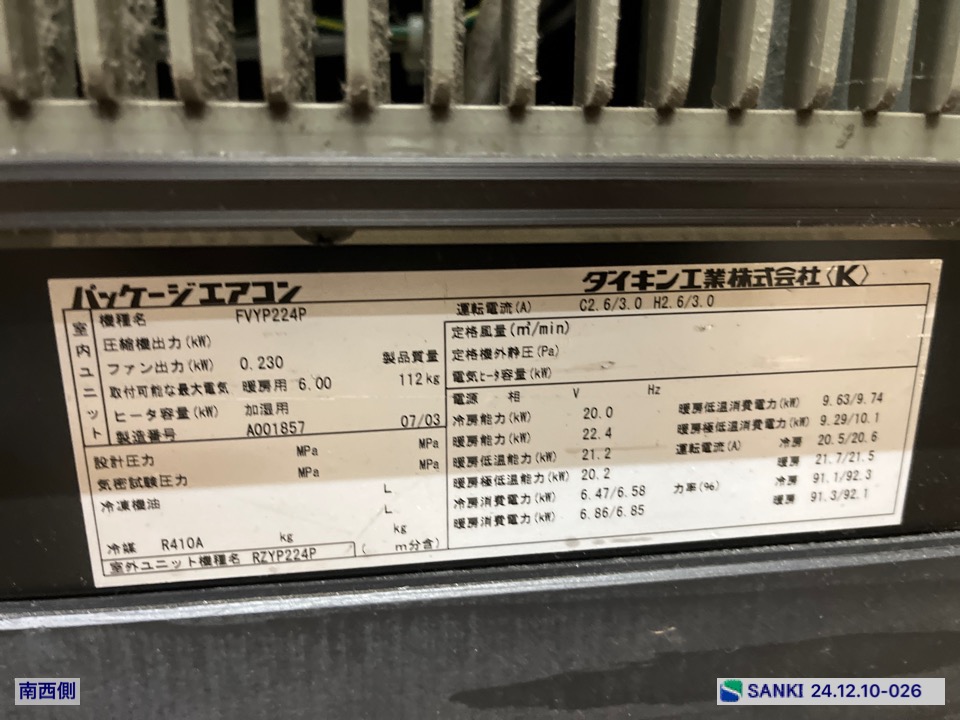 パッケージエアコン
ダイキン工業株式会社〈K〉
室内ユニット
機種名 FVYP224P
圧縮機出力(kW)
ファン出力(kW) 0.230 製品質量
取付可能な最大電気 暖房用 6.00 112kg
ヒータ容量(kW) 加湿用
製造番号 A001857 07/03
設計圧力 MPa MPa
気密試験圧力 MPa MPa
冷凍機油 L
L
冷媒 R410A kg kg
( m分含)
室外ユニット機種名 RZYP224P
運転電流(A) C2.6/3.0 H2.6/3.0
定格風量(㎥/min)
定格機外静圧(Pa)
電気ヒータ容量(kW)
電源 相 V Hz
冷房能力(kW) 20.0
暖房能力(kW) 22.4
暖房低温能力(kW) 21.2
暖房極低温能力(kW) 20.2
冷房消費電力(kW) 6.47/6.58
暖房消費電力(kW) 6.86/6.85
暖房低温消費電力(kW) 9.63/9.74
暖房極低温消費電力(kW) 9.29/10.1
運転電流(A) 冷房 20.5/20.6
暖房 21.7/21.5
力率(%) 冷房 91.1/92.3
暖房 91.3/92.1
南西側
SANKI 24.12.10-026